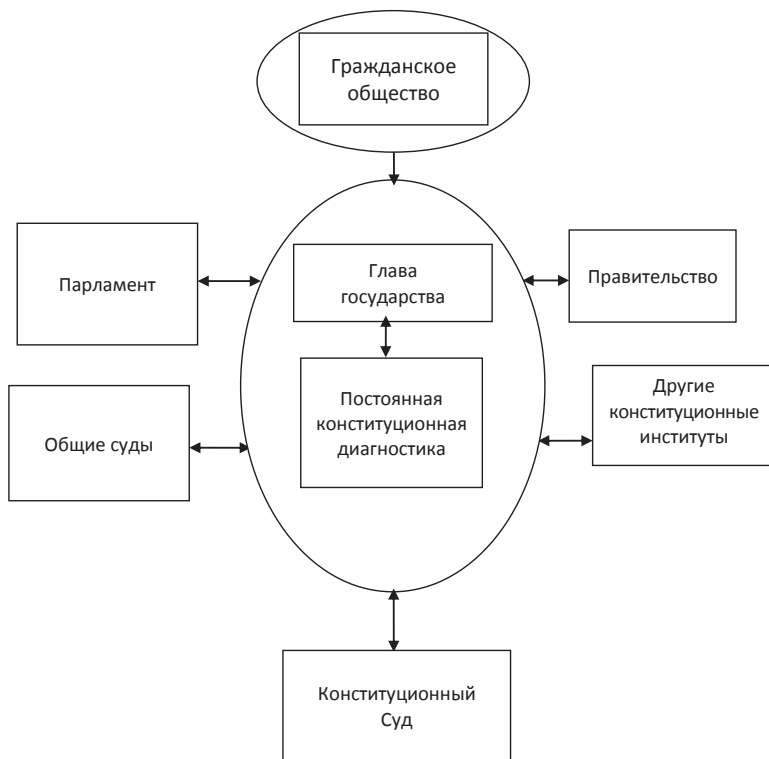 Гражданское
общество
Парламент
Глава
государства
Правительство
Общие суды
Постоянная
конституционная
диагностика
Другие
конституционные
институты
Конституционный
Суд